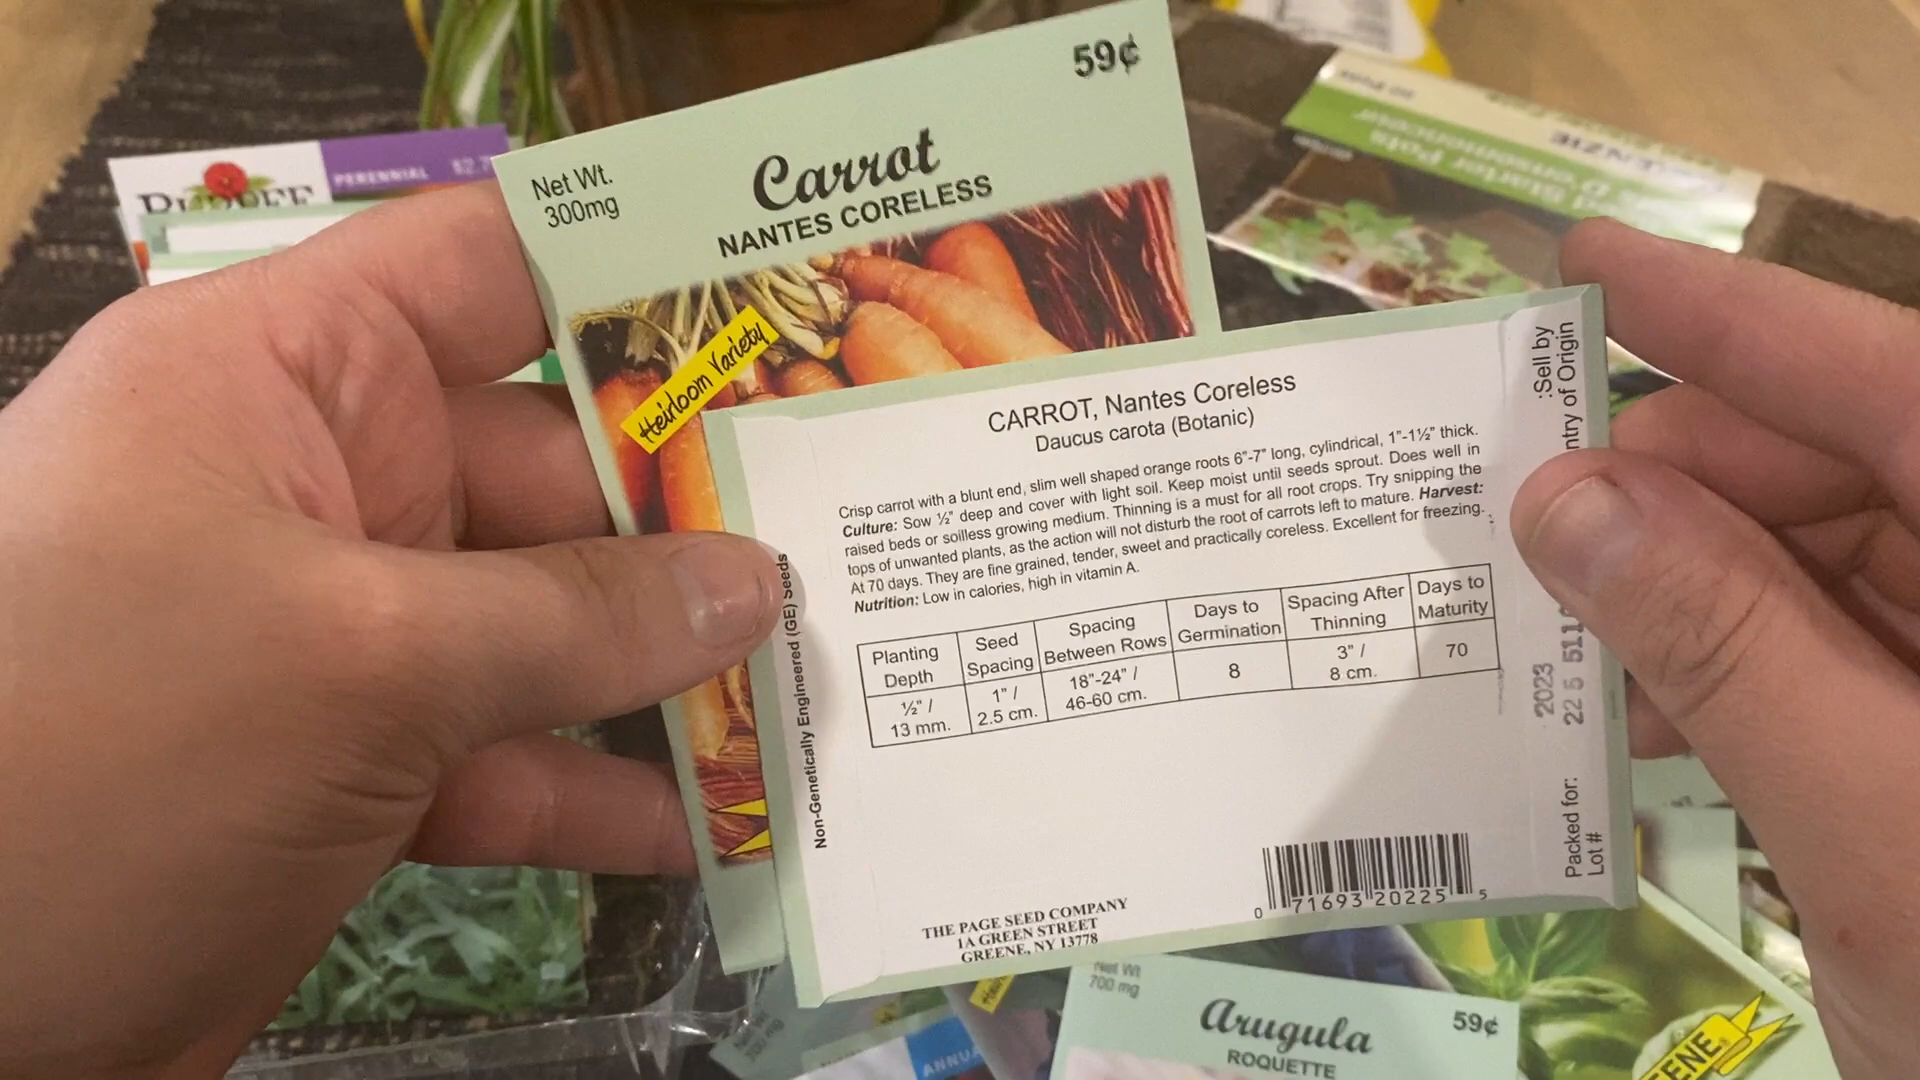 59¢
Net Wt.
300mg
Carrot
NANTES CORELESS
Heirloom Variety
PERENNIAL
CARROT, Nantes Coreless
Daucus carota (Botanic)
Crisp carrot with a blunt end, slim well shaped orange roots 6"-7" long, cylindrical, 1"-1½" thick.
Culture: Sow ½" deep and cover with light soil. Keep moist until seeds sprout. Does well in
raised beds or soilless growing medium. Thinning is a must for all root crops. Try snipping the
tops of unwanted plants, as the action will not disturb the root of carrots left to mature. Harvest:
At 70 days. They are fine grained, tender, sweet and practically coreless. Excellent for freezing.
Nutrition: Low in calories, high in vitamin A.
Planting Depth
Seed Spacing
Spacing Between Rows
Days to Germination
Spacing After Thinning
Days to Maturity
½" / 13 mm.
1" / 2.5 cm.
18"-24" / 46-60 cm.
8
3" / 8 cm.
70
Non-Genetically Engineered (GE) Seeds
:Sell by
of Origin
2023
22 5 511
Packed for:
Lot #
THE PAGE SEED COMPANY
1A GREEN STREET
GREENE, NY 13778
0 71693 20225 5
Net Wt
700 mg
Arugula
ROQUETTE
59¢